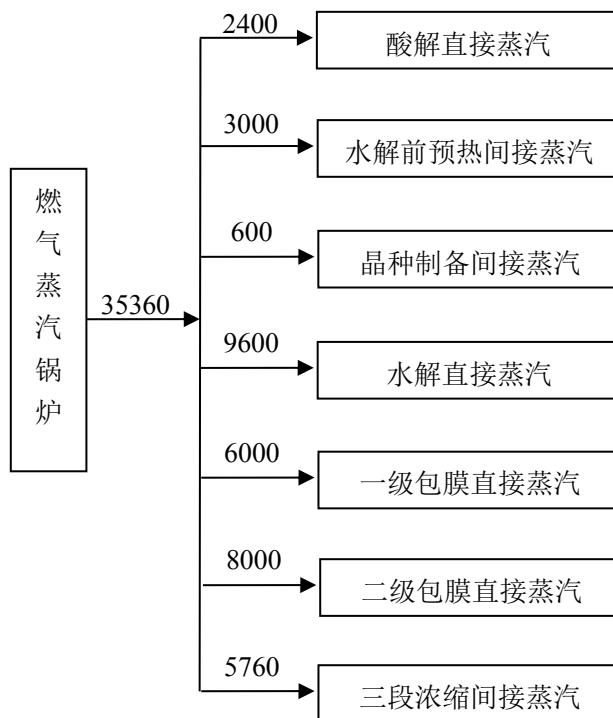 燃气蒸汽锅炉
35360
2400
酸解直接蒸汽
3000
水解前预热间接蒸汽
600
晶种制备间接蒸汽
9600
水解直接蒸汽
6000
一级包膜直接蒸汽
8000
二级包膜直接蒸汽
5760
三段浓缩间接蒸汽